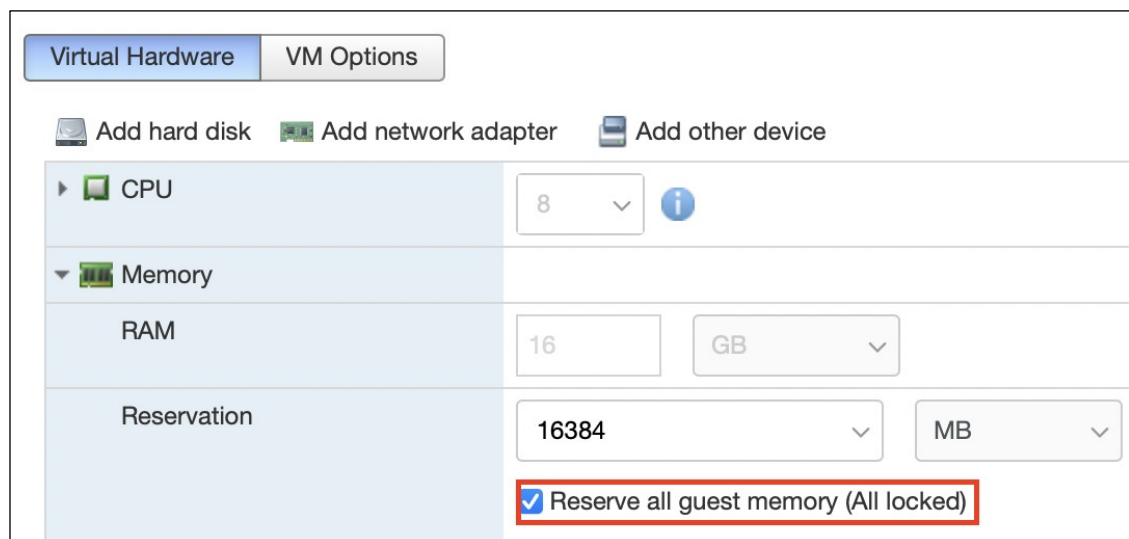 Virtual Hardware VM Options
Add hard disk Add network adapter Add other device
CPU 8 i
Memory
RAM 16 GB
Reservation 16384 MB
Reserve all guest memory (All locked)